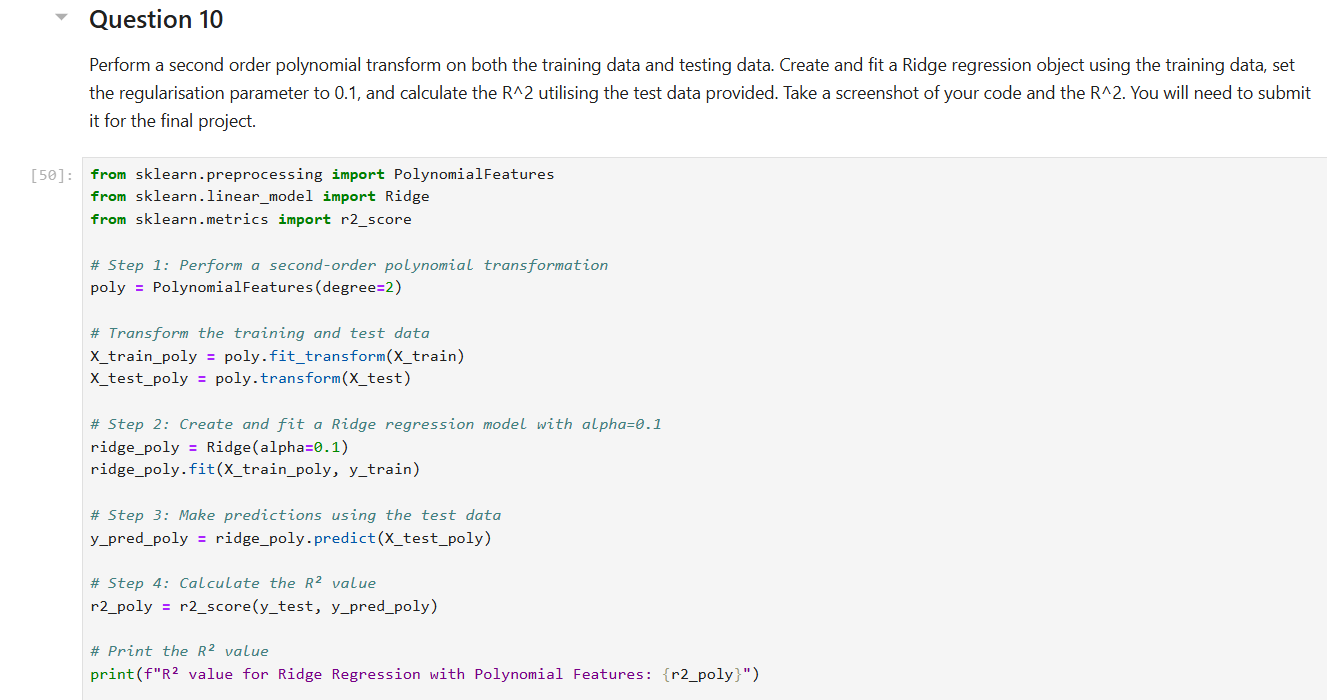 Question 10
Perform a second order polynomial transform on both the training data and testing data. Create and fit a Ridge regression object using the training data, set
the regularisation parameter to 0.1, and calculate the R^2 utilising the test data provided. Take a screenshot of your code and the R^2. You will need to submit
it for the final project.
[50]: from sklearn.preprocessing import PolynomialFeatures
from sklearn.linear_model import Ridge
from sklearn.metrics import r2_score
# Step 1: Perform a second-order polynomial transformation
poly = PolynomialFeatures(degree=2)
# Transform the training and test data
X_train_poly = poly.fit_transform(X_train)
X_test_poly = poly.transform(X_test)
# Step 2: Create and fit a Ridge regression model with alpha=0.1
ridge_poly = Ridge(alpha=0.1)
ridge_poly.fit(X_train_poly, y_train)
# Step 3: Make predictions using the test data
y_pred_poly = ridge_poly.predict(X_test_poly)
# Step 4: Calculate the R² value
r2_poly = r2_score(y_test, y_pred_poly)
# Print the R² value
print(f"R² value for Ridge Regression with Polynomial Features: {r2_poly}")